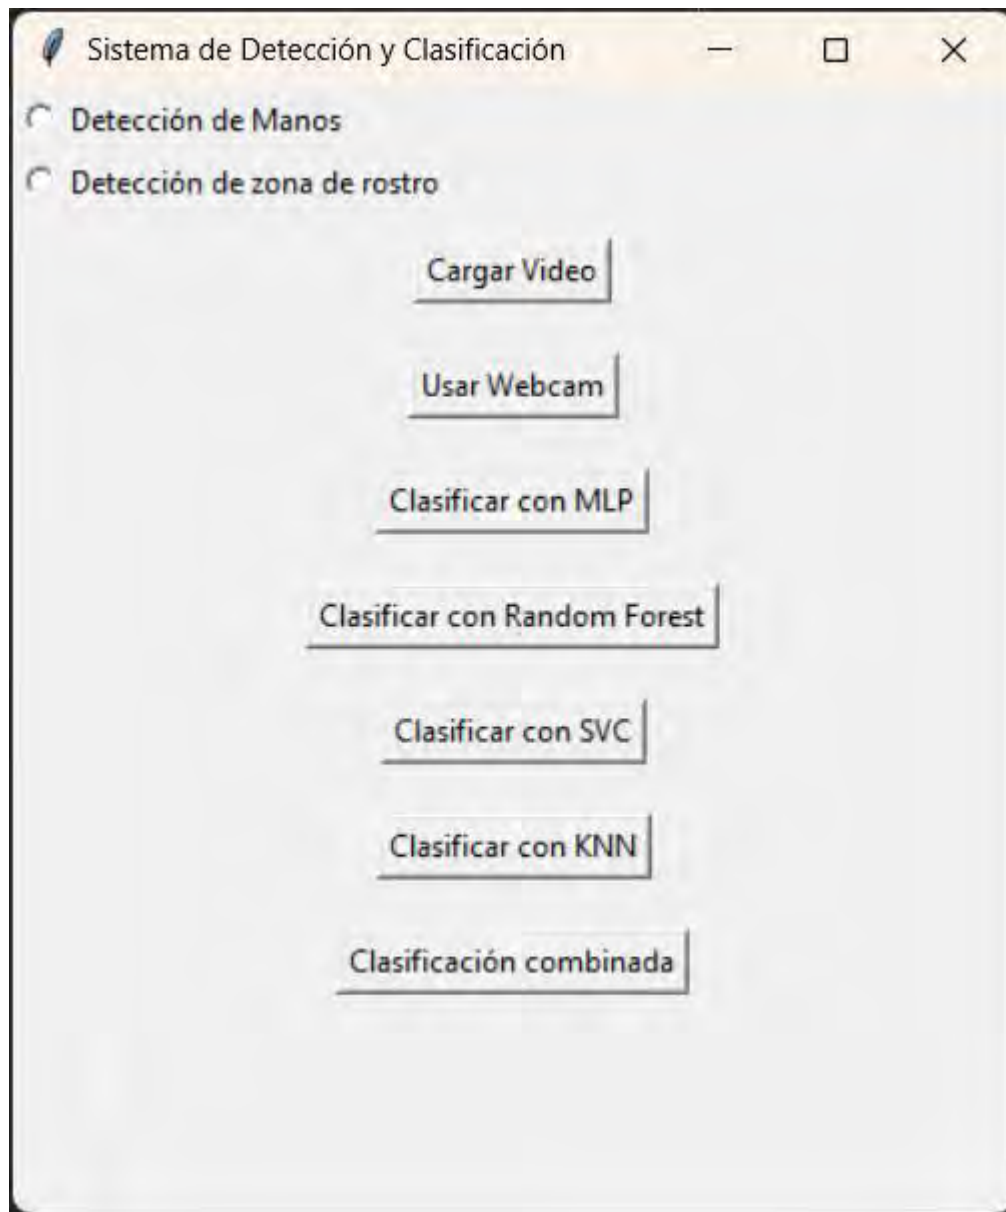 Sistema de Detección y Clasificación
Detección de Manos
Detección de zona de rostro
Cargar Video
Usar Webcam
Clasificar con MLP
Clasificar con Random Forest
Clasificar con SVC
Clasificar con KNN
Clasificación combinada